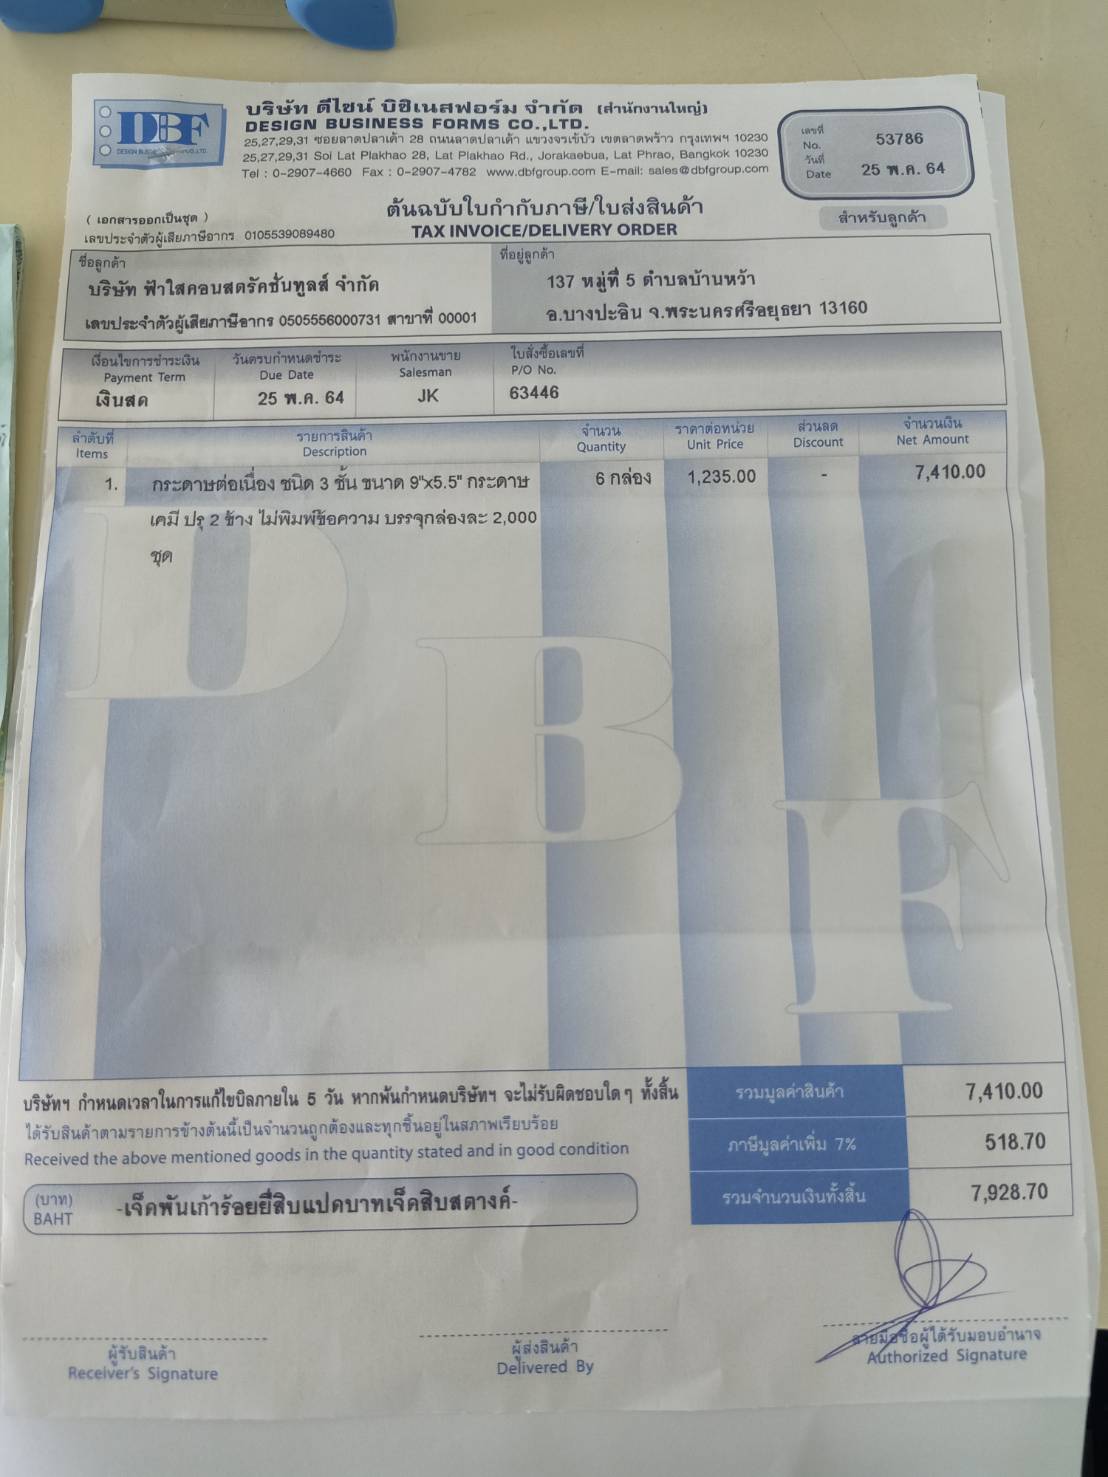 DBF
บริษัท ดีไซน์ บิซิเนสฟอร์ม จำกัด (สำนักงานใหญ่)
DESIGN BUSINESS FORMS CO.,LTD.
25,27,29,31 ซอยลาดปลาเค้า 28 ถนนลาดปลาเค้า แขวงจรเข้บัว เขตลาดพร้าว กรุงเทพฯ 10230
25,27,29,31 Soi Lat Plakhao 28, Lat Plakhao Rd., Jorakaebua, Lat Phrao, Bangkok 10230
Tel : 0-2907-4660 Fax : 0-2907-4782 www.dbfgroup.com E-mail: sales@dbfgroup.com
เลขที่
No. 53786
วันที่
Date 25 พ.ค. 64
( เอกสารออกเป็นชุด )
เลขประจำตัวผู้เสียภาษีอากร 0105539089480
ต้นฉบับใบกำกับภาษี/ใบส่งสินค้า
TAX INVOICE/DELIVERY ORDER
สำหรับลูกค้า
ชื่อลูกค้า
บริษัท ฟ้าใสคอนสตรัคชั่นทูลส์ จำกัด
เลขประจำตัวผู้เสียภาษีอากร 0505556000731 สาขาที่ 00001
ที่อยู่ลูกค้า
137 หมู่ที่ 5 ตำบลบ้านหว้า
อ.บางปะอิน จ.พระนครศรีอยุธยา 13160
เงื่อนไขการชำระเงิน วันครบกำหนดชำระ พนักงานขาย ใบสั่งซื้อเลขที่
Payment Term Due Date Salesman P/O No.
เงินสด 25 พ.ค. 64 JK 63446
ลำดับที่ รายการสินค้า จำนวน ราคาต่อหน่วย ส่วนลด จำนวนเงิน
Items Description Quantity Unit Price Discount Net Amount
1. กระดาษต่อเนื่อง ชนิด 3 ชั้น ขนาด 9"x5.5" กระดาษ 6 กล่อง 1,235.00 - 7,410.00
เคมี ปรุ 2 ข้าง ไม่พิมพ์ข้อความ บรรจุกล่องละ 2,000
ชุด
D B F
บริษัทฯ กำหนดเวลาในการแก้ไขบิลภายใน 5 วัน หากพ้นกำหนดบริษัทฯ จะไม่รับผิดชอบใดๆ ทั้งสิ้น
ได้รับสินค้าตามรายการข้างต้นนี้เป็นจำนวนถูกต้องและทุกชิ้นอยู่ในสภาพเรียบร้อย
Received the above mentioned goods in the quantity stated and in good condition
รวมมูลค่าสินค้า 7,410.00
ภาษีมูลค่าเพิ่ม 7% 518.70
รวมจำนวนเงินทั้งสิ้น 7,928.70
(บาท)
BAHT -เจ็ดพันเก้าร้อยยี่สิบแปดบาทเจ็ดสิบสตางค์-
ผู้รับสินค้า
Receiver's Signature
ผู้ส่งสินค้า
Delivered By
ลายมือชื่อผู้ได้รับมอบอำนาจ
Authorized Signature